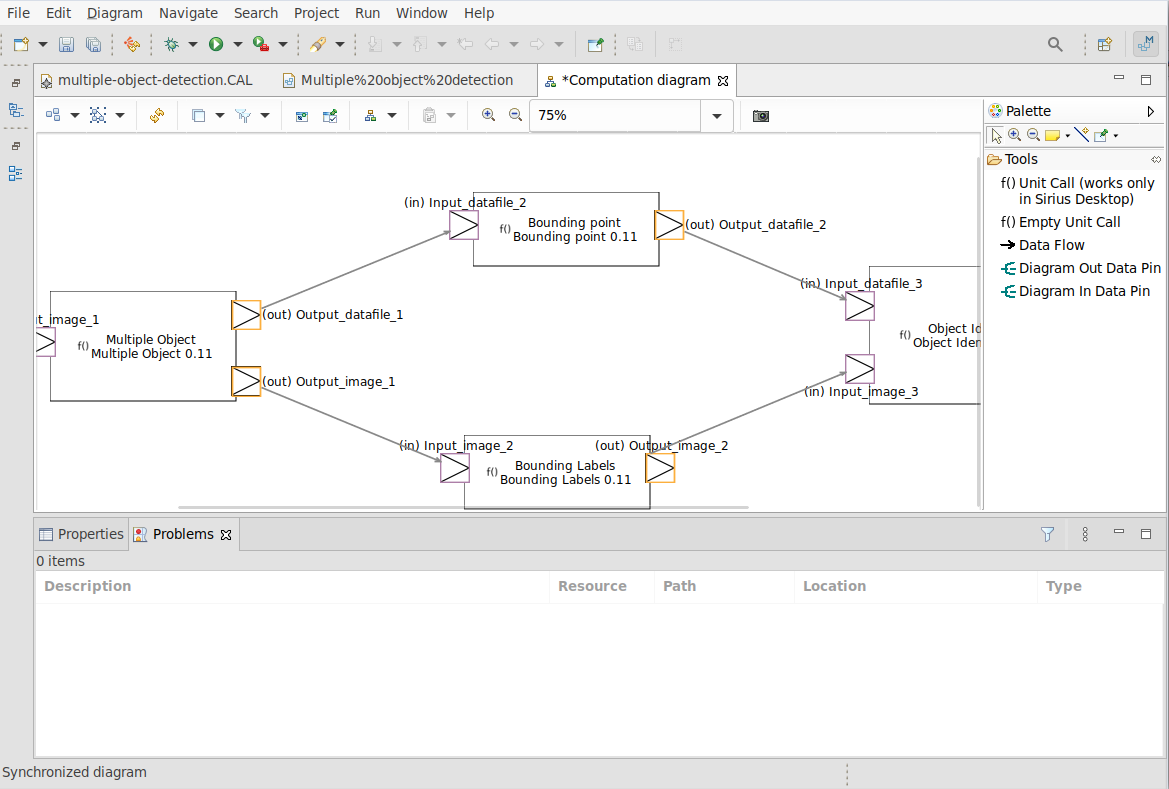 File Edit Diagram Navigate Search Project Run Window Help
multiple-object-detection.CAL Multiple%20object%20detection *Computation diagram
75%
Palette
Tools
f() Unit Call (works only
in Sirius Desktop)
f() Empty Unit Call
Data Flow
Diagram Out Data Pin
Diagram In Data Pin
(in) Input_datafile_2
f() Bounding point
Bounding point 0.11
(out) Output_datafile_2
(in) Input_datafile_3
t_image_1
f() Multiple Object
Multiple Object 0.11
(out) Output_datafile_1
(out) Output_image_1
f() Object Id
Object Iden
(in) Input_image_3
(in) Input_image_2
(out) Output_image_2
f() Bounding Labels
Bounding Labels 0.11
Properties Problems
0 items
Description Resource Path Location Type
Synchronized diagram